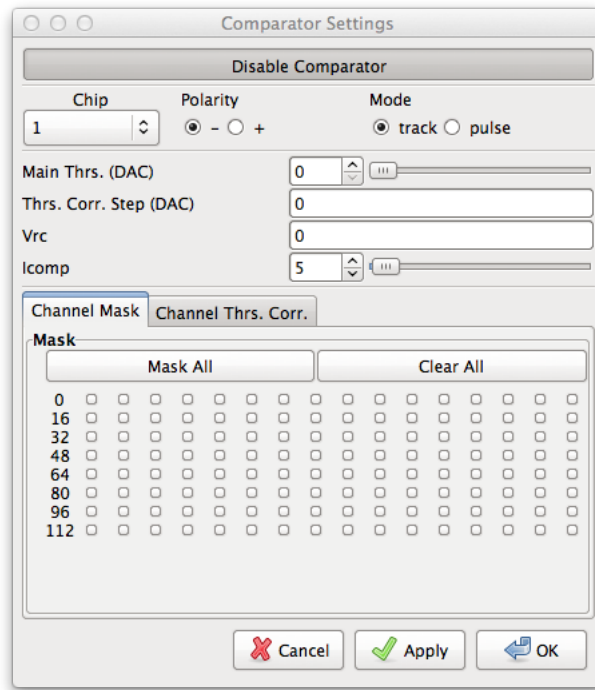 Comparator Settings
Disable Comparator
Chip Polarity Mode
1 - + track pulse
Main Thrs. (DAC) 0
Thrs. Corr. Step (DAC) 0
Vrc 0
Icomp 5
Channel Mask Channel Thrs. Corr.
Mask
Mask All Clear All
0
16
32
48
64
80
96
112
Cancel Apply OK